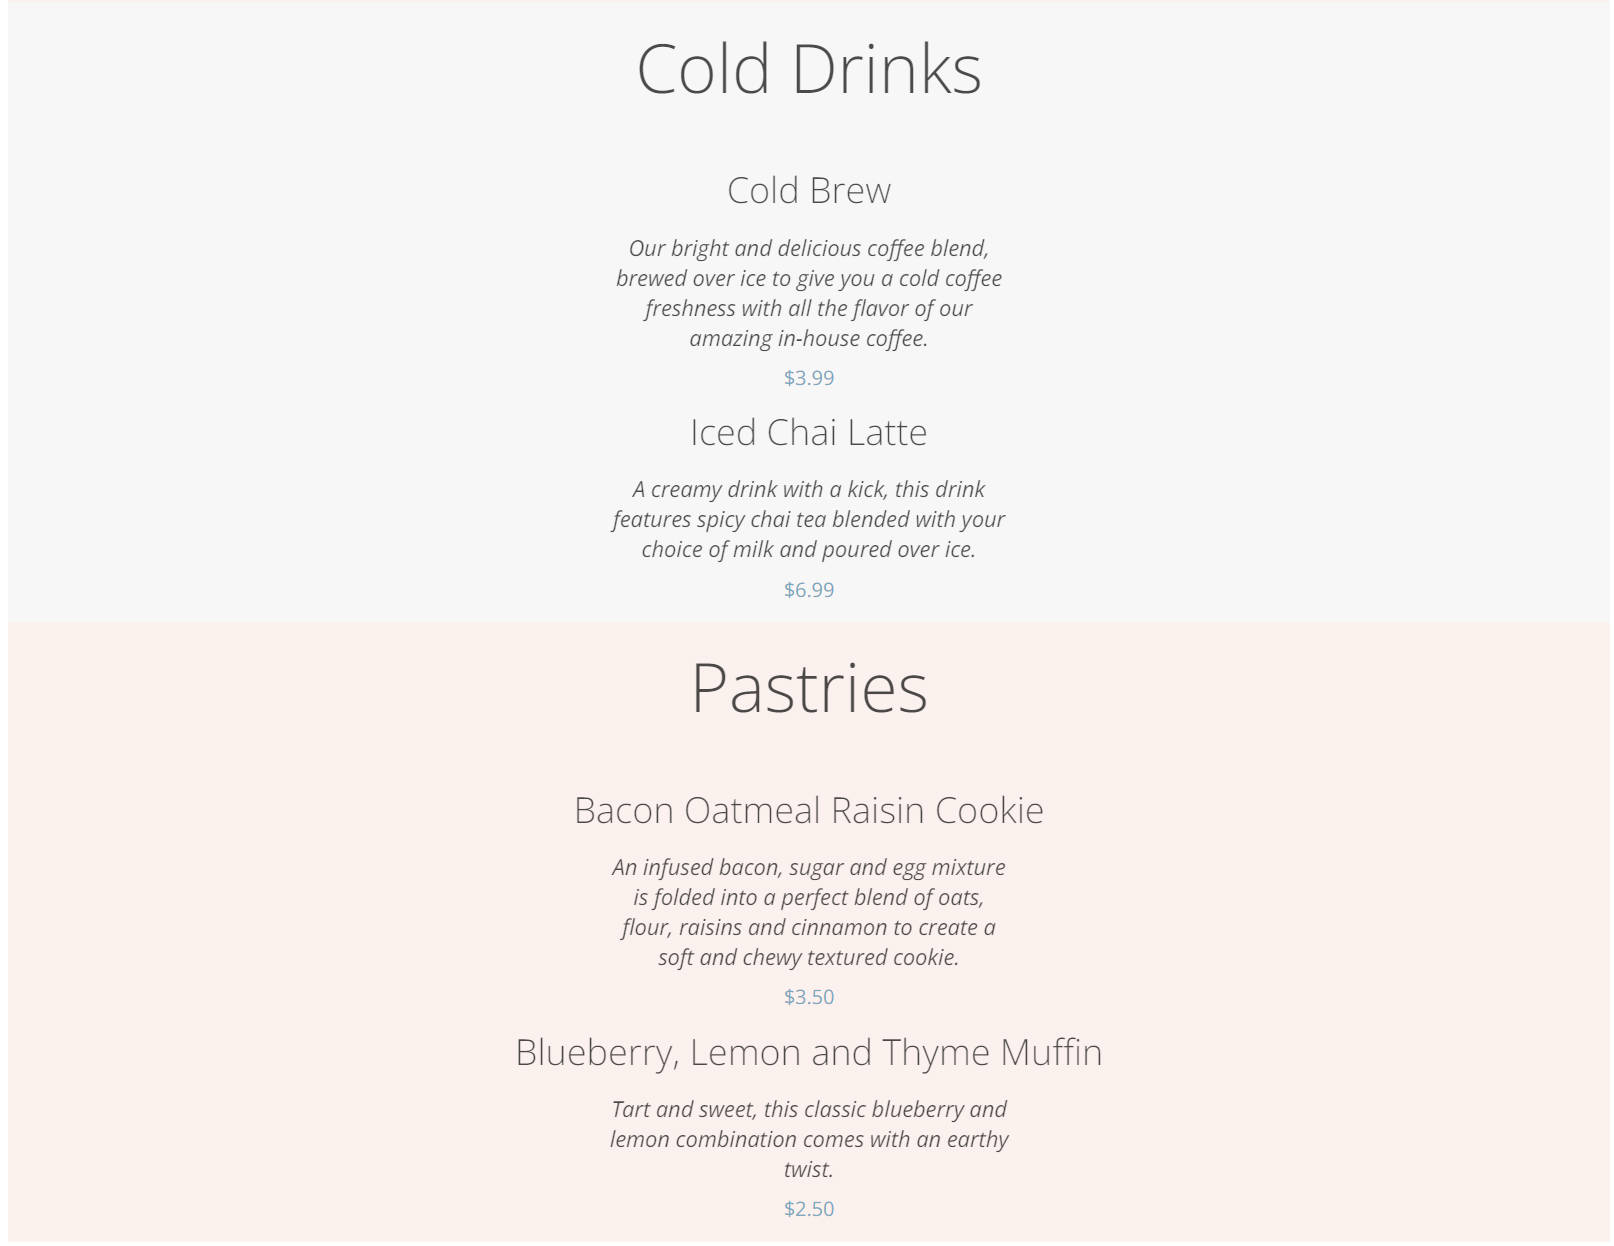 Cold Drinks
Cold Brew
Our bright and delicious coffee blend,
brewed over ice to give you a cold coffee
freshness with all the flavor of our
amazing in-house coffee.
$3.99
Iced Chai Latte
A creamy drink with a kick, this drink
features spicy chai tea blended with your
choice of milk and poured over ice.
$6.99
Pastries
Bacon Oatmeal Raisin Cookie
An infused bacon, sugar and egg mixture
is folded into a perfect blend of oats,
flour, raisins and cinnamon to create a
soft and chewy textured cookie.
$3.50
Blueberry, Lemon and Thyme Muffin
Tart and sweet, this classic blueberry and
lemon combination comes with an earthy
twist.
$2.50